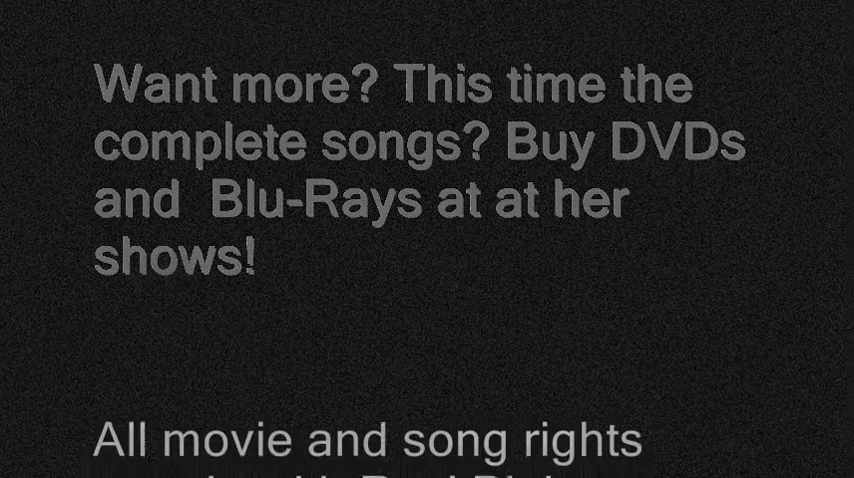 Want more? This time the
complete songs? Buy DVDs
and  Blu-Rays at at her
shows!
All movie and song rights